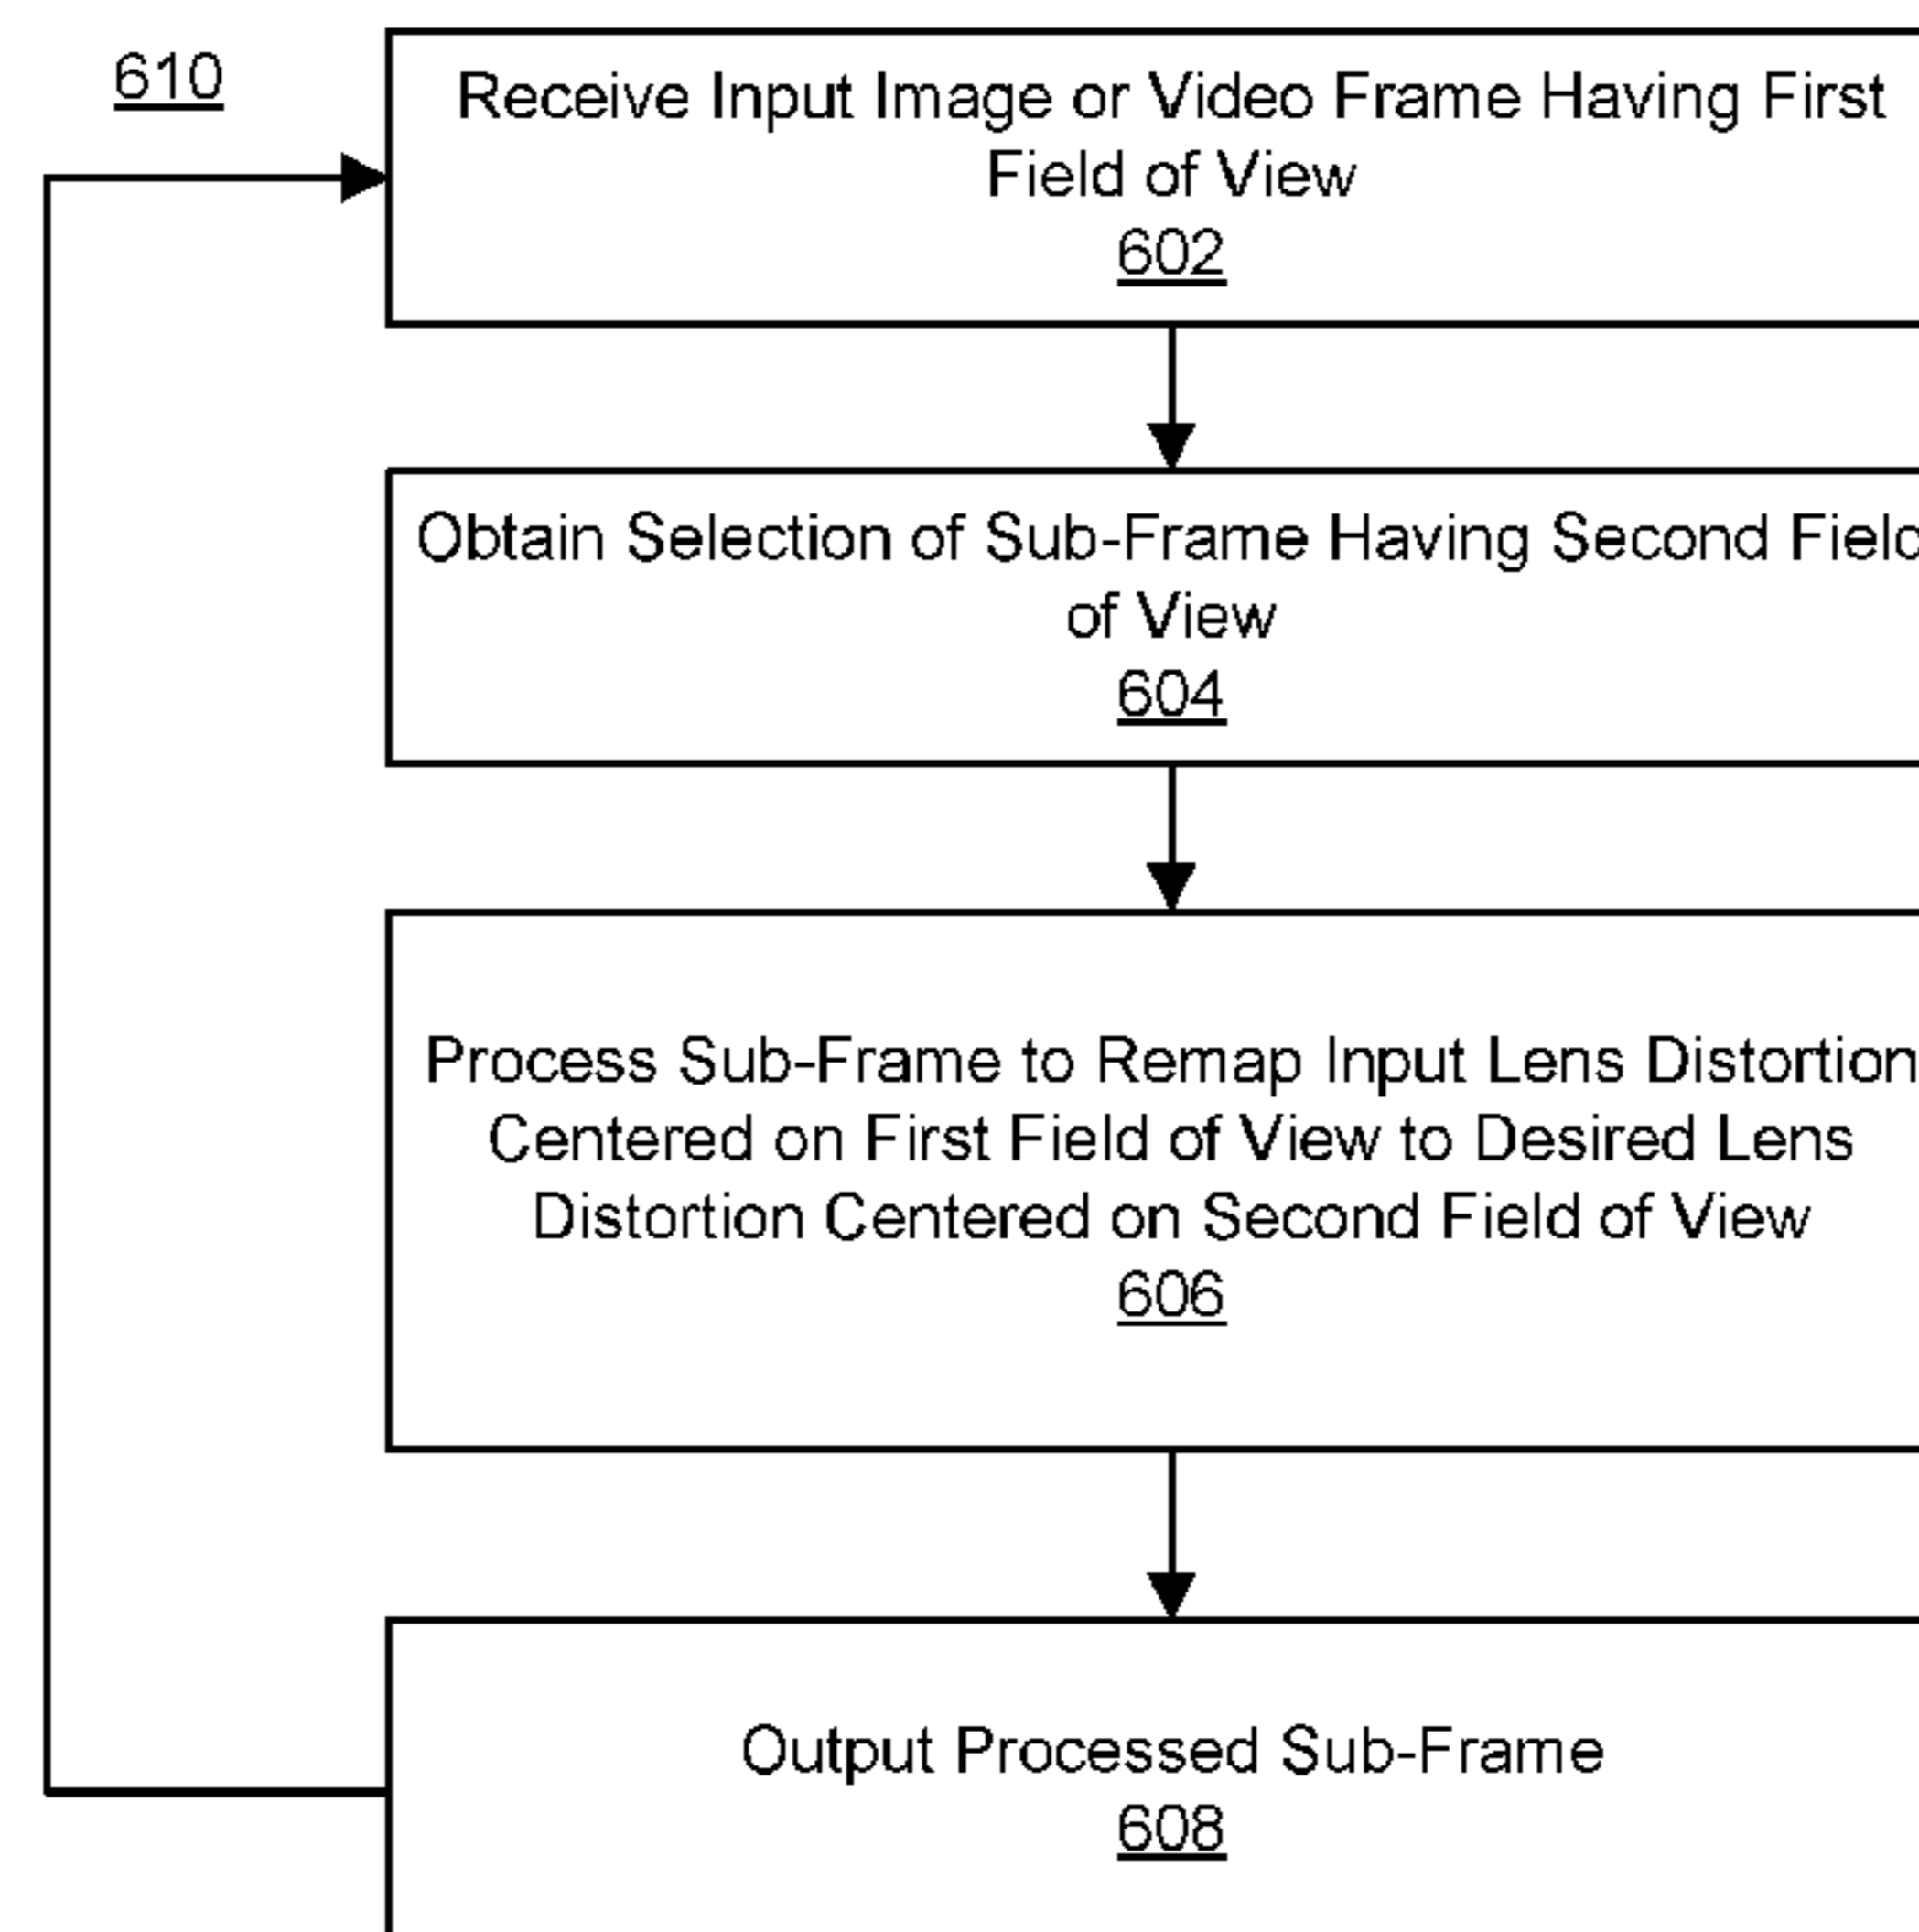 610
Receive Input Image or Video Frame Having First
Field of View
602
Obtain Selection of Sub-Frame Having Second Field
of View
604
Process Sub-Frame to Remap Input Lens Distortion
Centered on First Field of View to Desired Lens
Distortion Centered on Second Field of View
606
Output Processed Sub-Frame
608